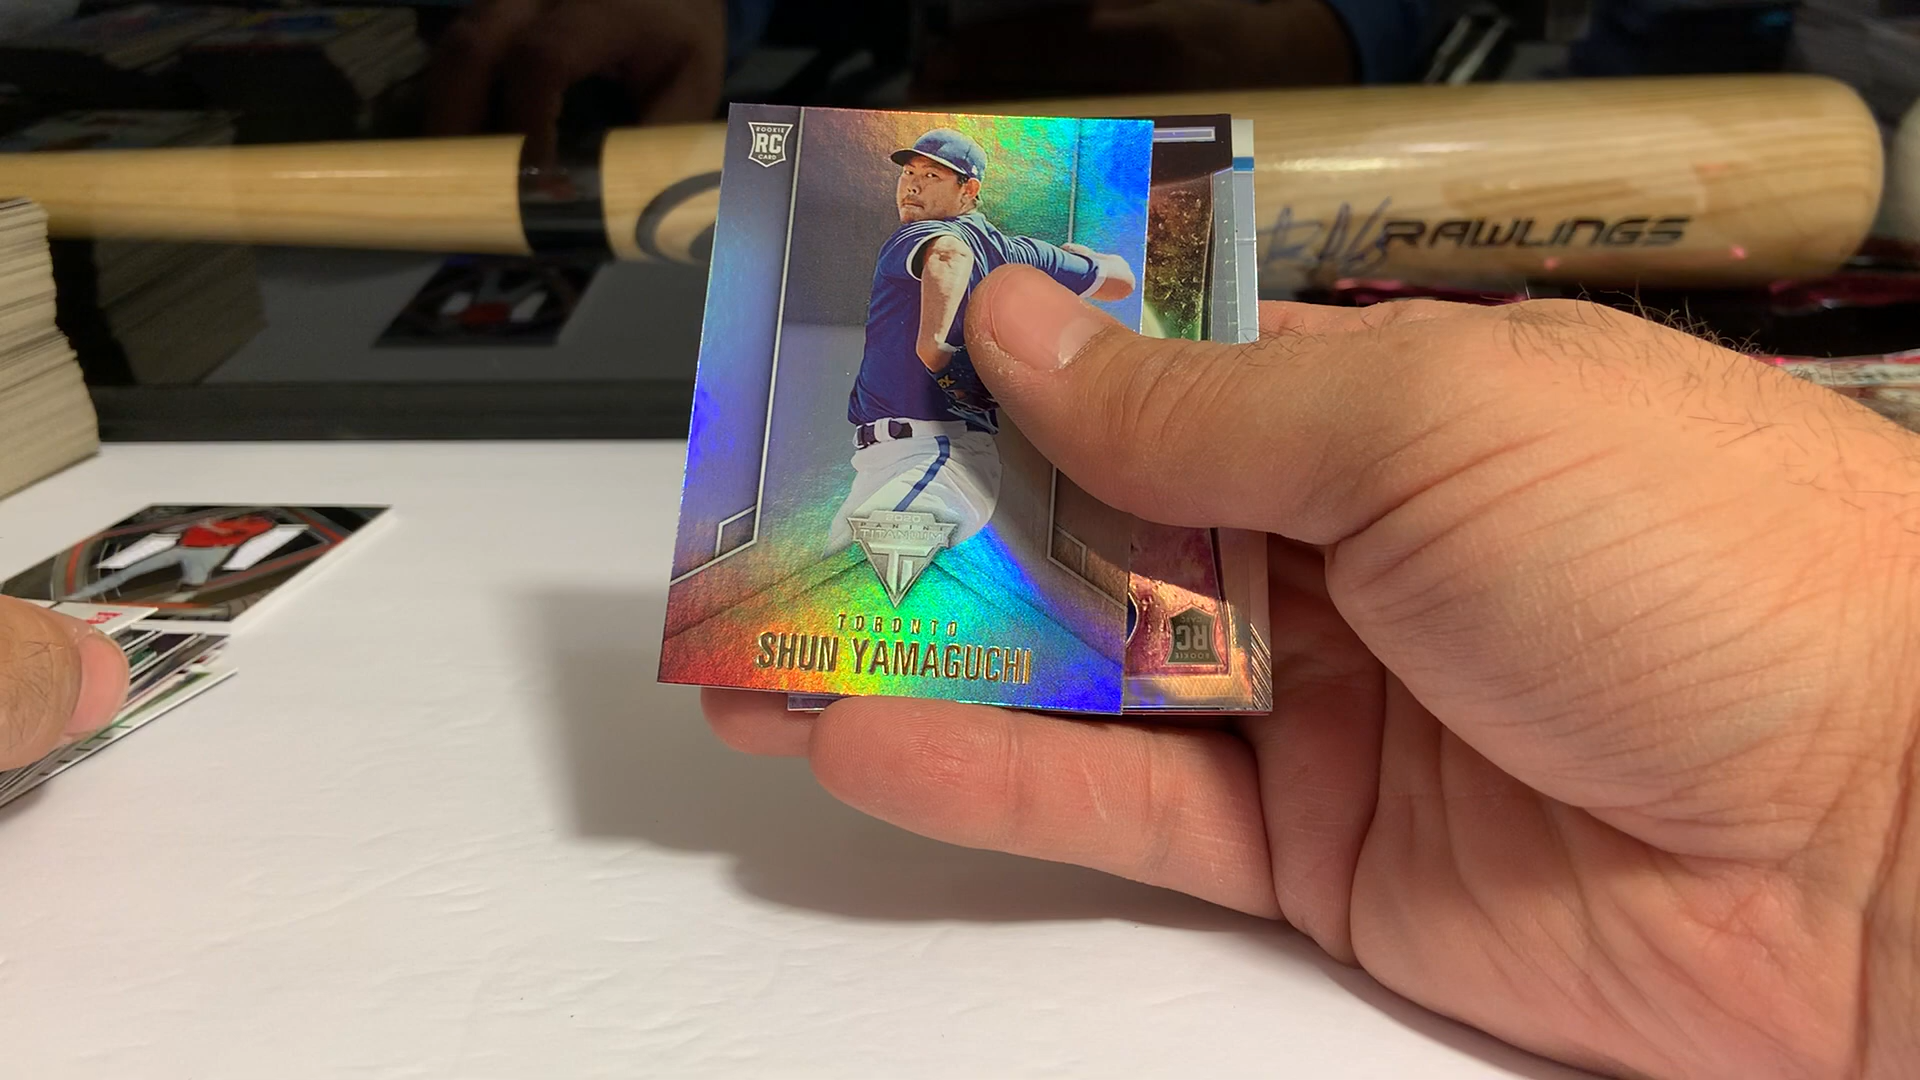 ROOKIE
RC
CARD
RAWLINGS
2020
PANINI
TITANIUM
TORONTO
SHUN YAMAGUCHI
RC
ROOKIE